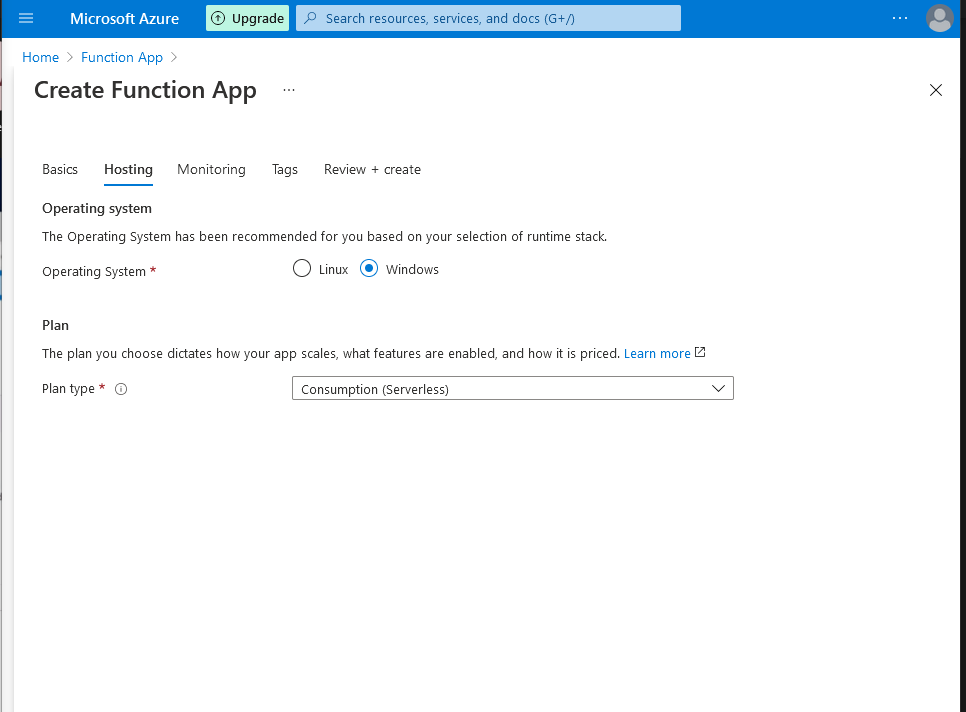 Microsoft Azure Upgrade Search resources, services, and docs (G+/) ...
Home > Function App >
Create Function App ...
Basics Hosting Monitoring Tags Review + create
Operating system
The Operating System has been recommended for you based on your selection of runtime stack.
Operating System * Linux Windows
Plan
The plan you choose dictates how your app scales, what features are enabled, and how it is priced. Learn more
Plan type * Consumption (Serverless)